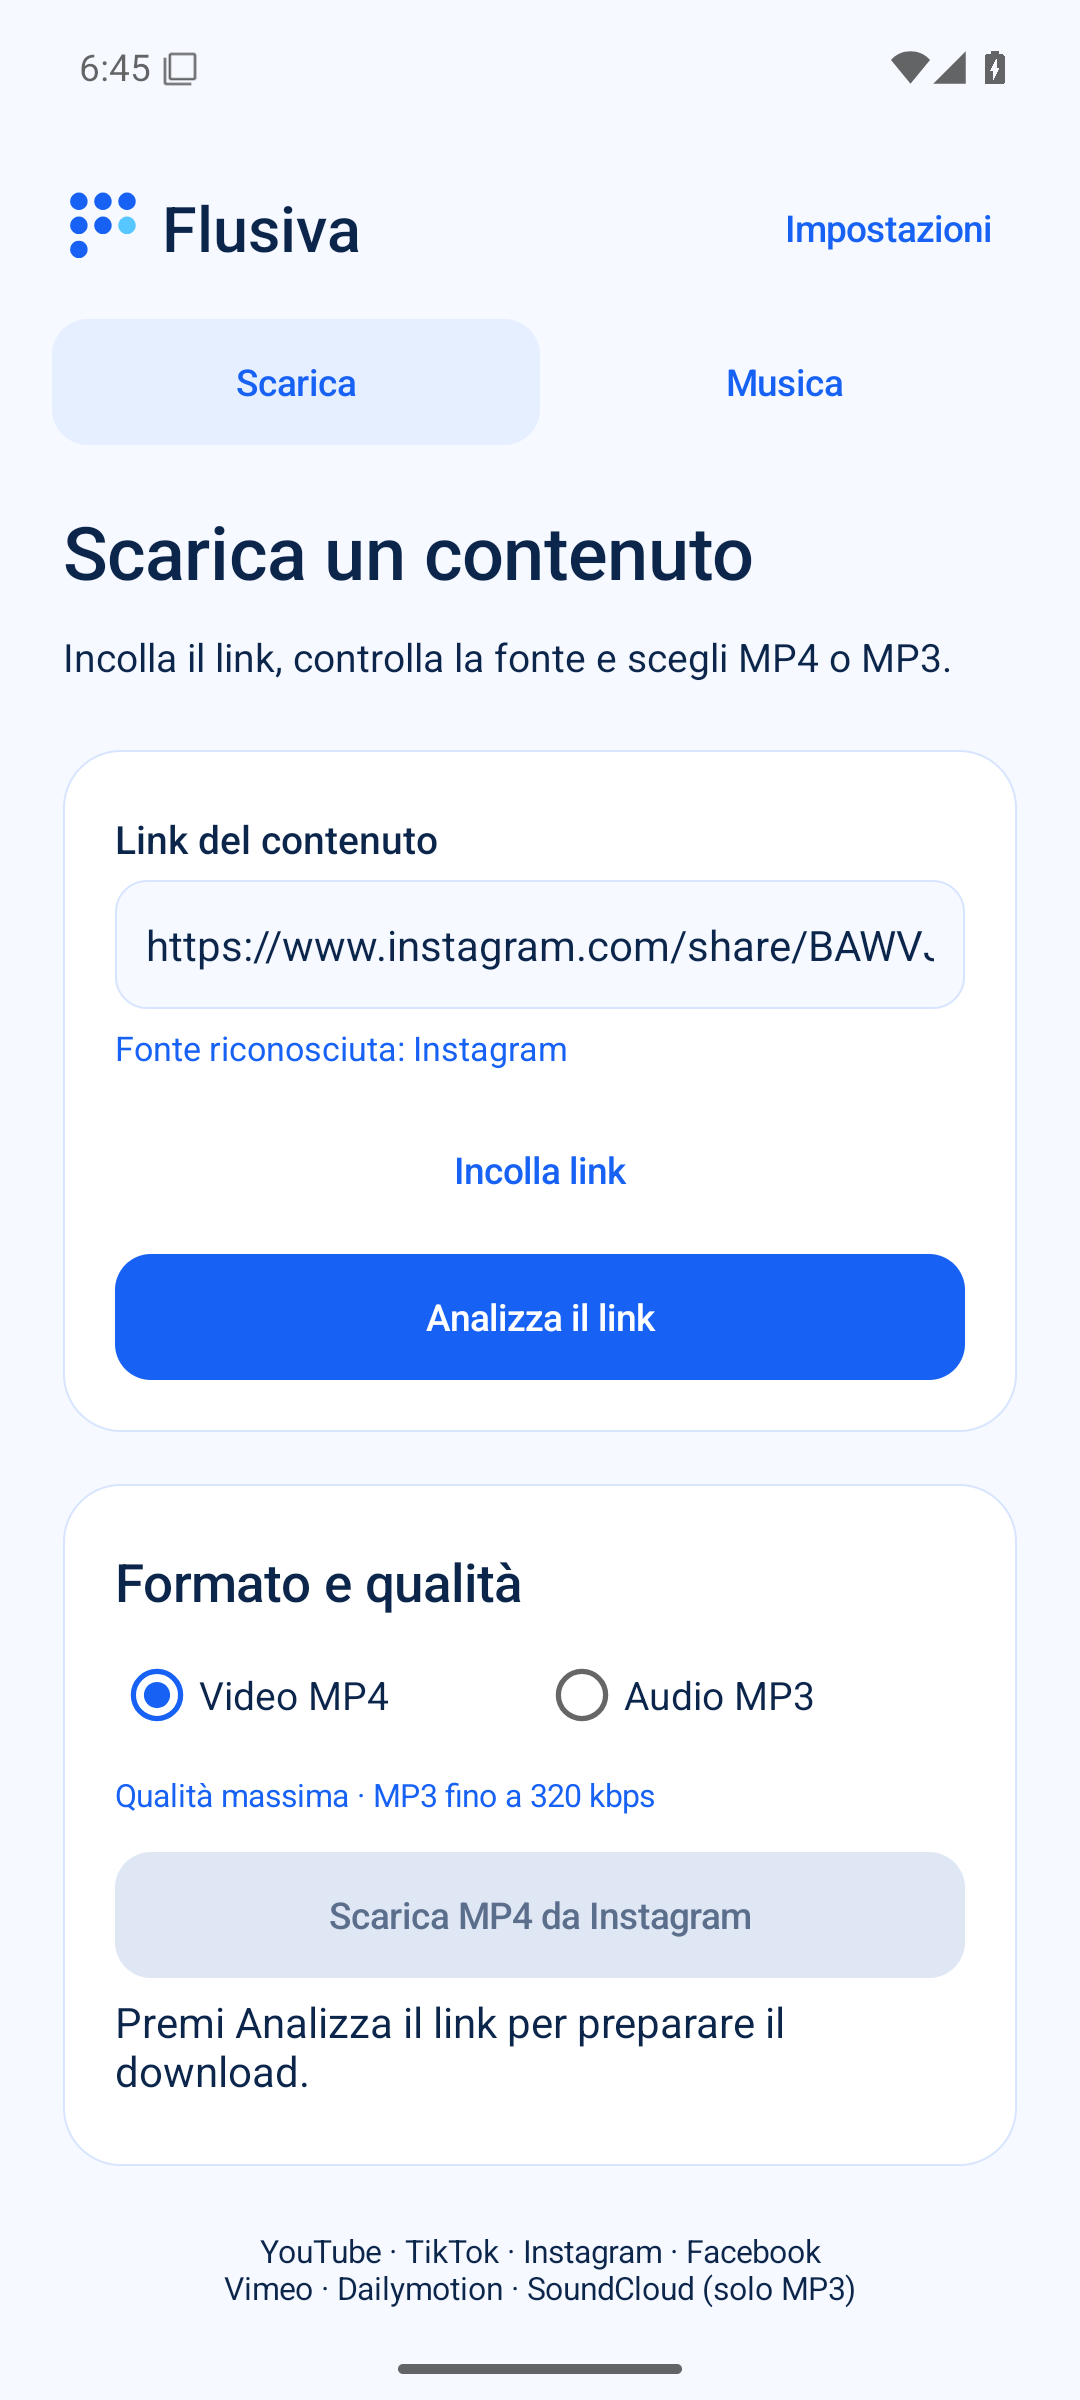 6:45
Flusiva
Impostazioni
Scarica
Musica
Scarica un contenuto
Incolla il link, controlla la fonte e scegli MP4 o MP3.
Link del contenuto
https://www.instagram.com/share/BAWV
Fonte riconosciuta: Instagram
Incolla link
Analizza il link
Formato e qualità
Video MP4
Audio MP3
Qualità massima · MP3 fino a 320 kbps
Scarica MP4 da Instagram
Premi Analizza il link per preparare il
download.
YouTube · TikTok · Instagram · Facebook
Vimeo · Dailymotion · SoundCloud (solo MP3)